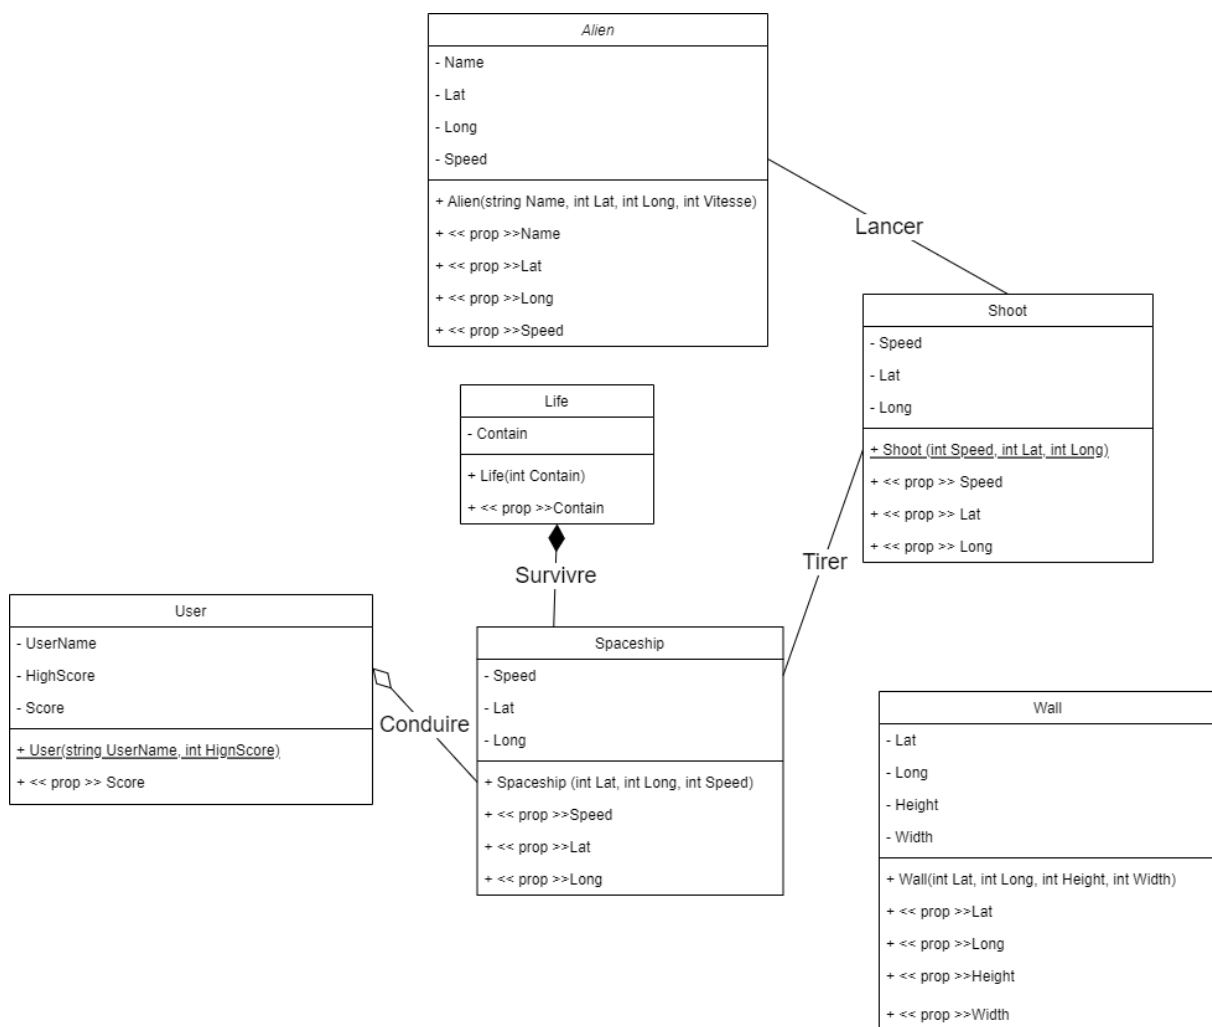 Alien
- Name
- Lat
- Long
- Speed
+ Alien(string Name, int Lat, int Long, int Vitesse)
+ << prop >>Name
+ << prop >>Lat
+ << prop >>Long
+ << prop >>Speed
Lancer
Shoot
- Speed
- Lat
- Long
+ Shoot (int Speed, int Lat, int Long)
+ << prop >> Speed
+ << prop >> Lat
+ << prop >> Long
Life
- Contain
+ Life(int Contain)
+ << prop >>Contain
Survivre
Tirer
User
- UserName
- HighScore
- Score
+ User(string UserName, int HignScore)
+ << prop >> Score
Conduire
Spaceship
- Speed
- Lat
- Long
+ Spaceship (int Lat, int Long, int Speed)
+ << prop >>Speed
+ << prop >>Lat
+ << prop >>Long
Wall
- Lat
- Long
- Height
- Width
+ Wall(int Lat, int Long, int Height, int Width)
+ << prop >>Lat
+ << prop >>Long
+ << prop >>Height
+ << prop >>Width